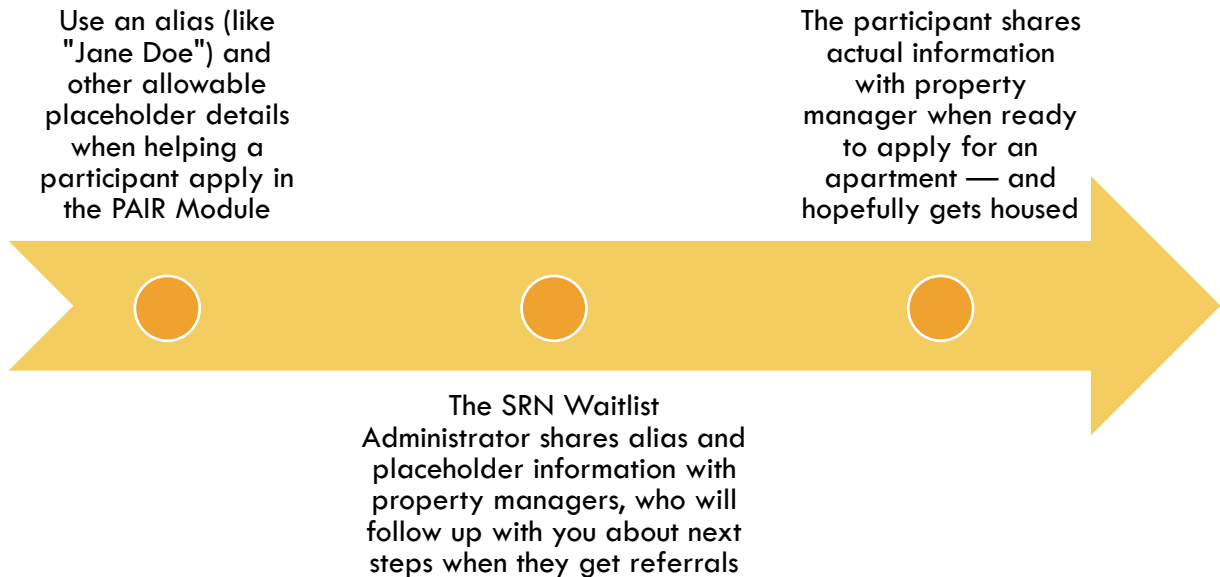 Use an alias (like
"Jane Doe") and
other allowable
placeholder details
when helping a
participant apply in
the PAIR Module
The SRN Waitlist
Administrator shares alias and
placeholder information with
property managers, who will
follow up with you about next
steps when they get referrals
The participant shares
actual information
with property
manager when ready
to apply for an
apartment — and
hopefully gets housed